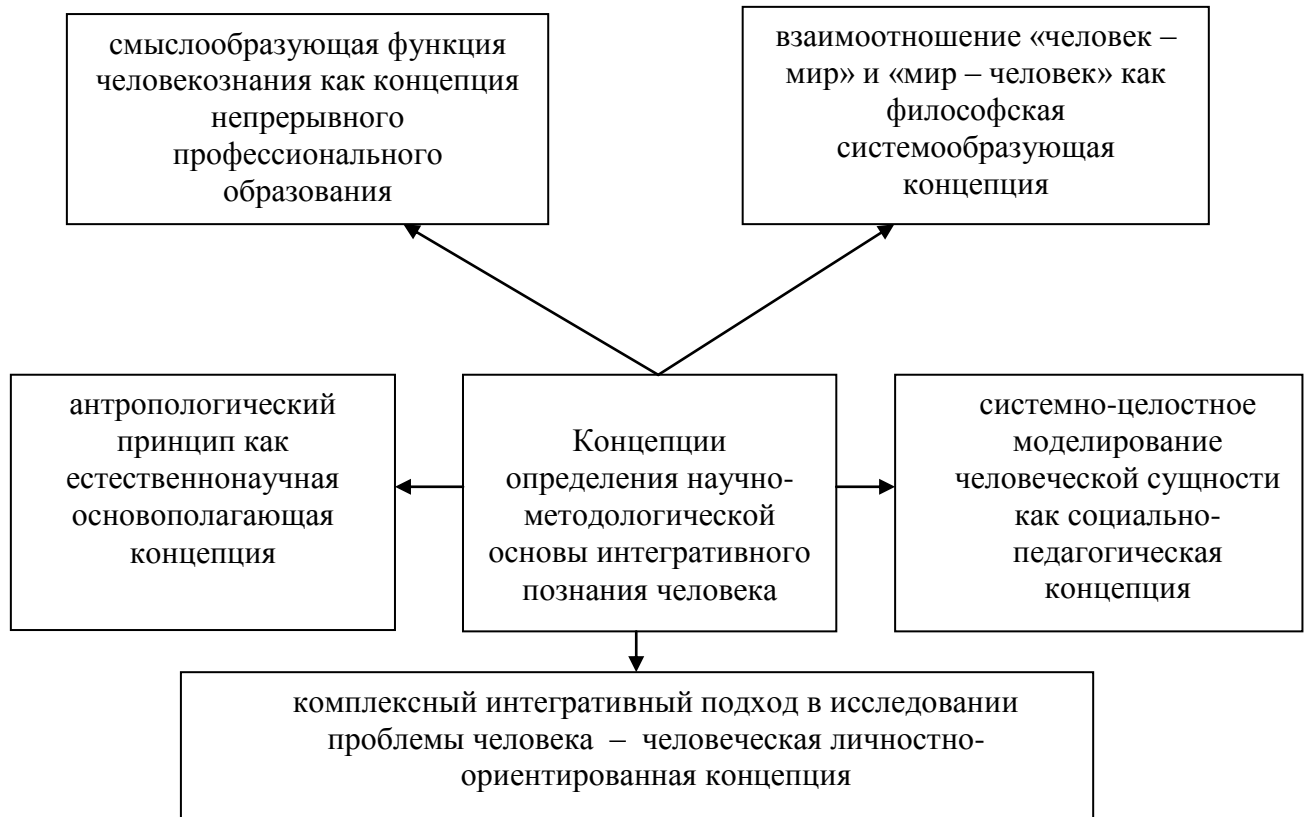 смыслообразующая функция
человекознания как концепция
непрерывного
профессионального
образования
взаимоотношение «человек –
мир» и «мир – человек» как
философская
системообразующая
концепция
антропологический
принцип как
естественнонаучная
основополагающая
концепция
Концепции
определения научно-
методологической
основы интегративного
познания человека
системно-целостное
моделирование
человеческой сущности
как социально-
педагогическая
концепция
комплексный интегративный подход в исследовании
проблемы человека – человеческая личностно-
ориентированная концепция